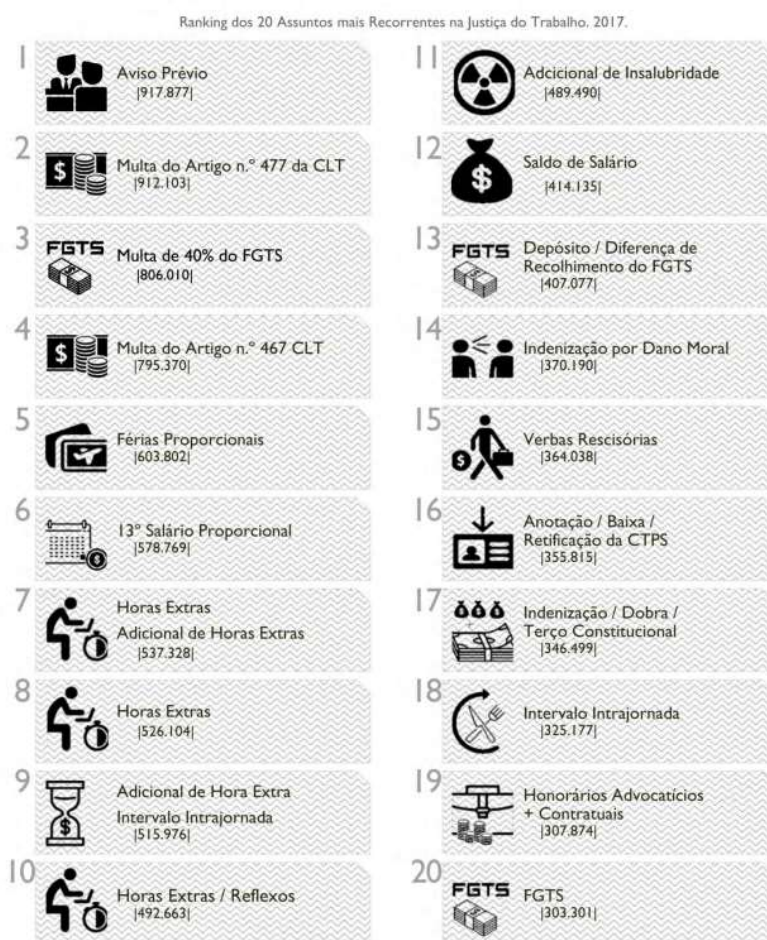 Ranking dos 20 Assuntos mais Recorrentes na Justiça do Trabalho. 2017.
1
Aviso Prévio
|917.877|
2
$
Multa do Artigo n.º 477 da CLT
|912.103|
3
FGTS
Multa de 40% do FGTS
|806.010|
4
$
Multa do Artigo n.º 467 CLT
|795.370|
5
Férias Proporcionais
|603.802|
6
$
13º Salário Proporcional
|578.769|
7
Horas Extras
Adicional de Horas Extras
|537.328|
8
Horas Extras
|526.104|
9
$
Adicional de Hora Extra
Intervalo Intrajornada
|515.976|
10
Horas Extras / Reflexos
|492.663|
11
Adcicional de Insalubridade
|489.490|
12
$
Saldo de Salário
|414.135|
13
FGTS
Depósito / Diferença de
Recolhimento do FGTS
|407.077|
14
Indenização por Dano Moral
|370.190|
15
$
Verbas Rescisórias
|364.038|
16
Anotação / Baixa /
Retificação da CTPS
|355.815|
17
Indenização / Dobra /
Terço Constitucional
|346.499|
18
Intervalo Intrajornada
|325.177|
19
Honorários Advocatícios
+ Contratuais
|307.874|
20
FGTS
FGTS
|303.301|